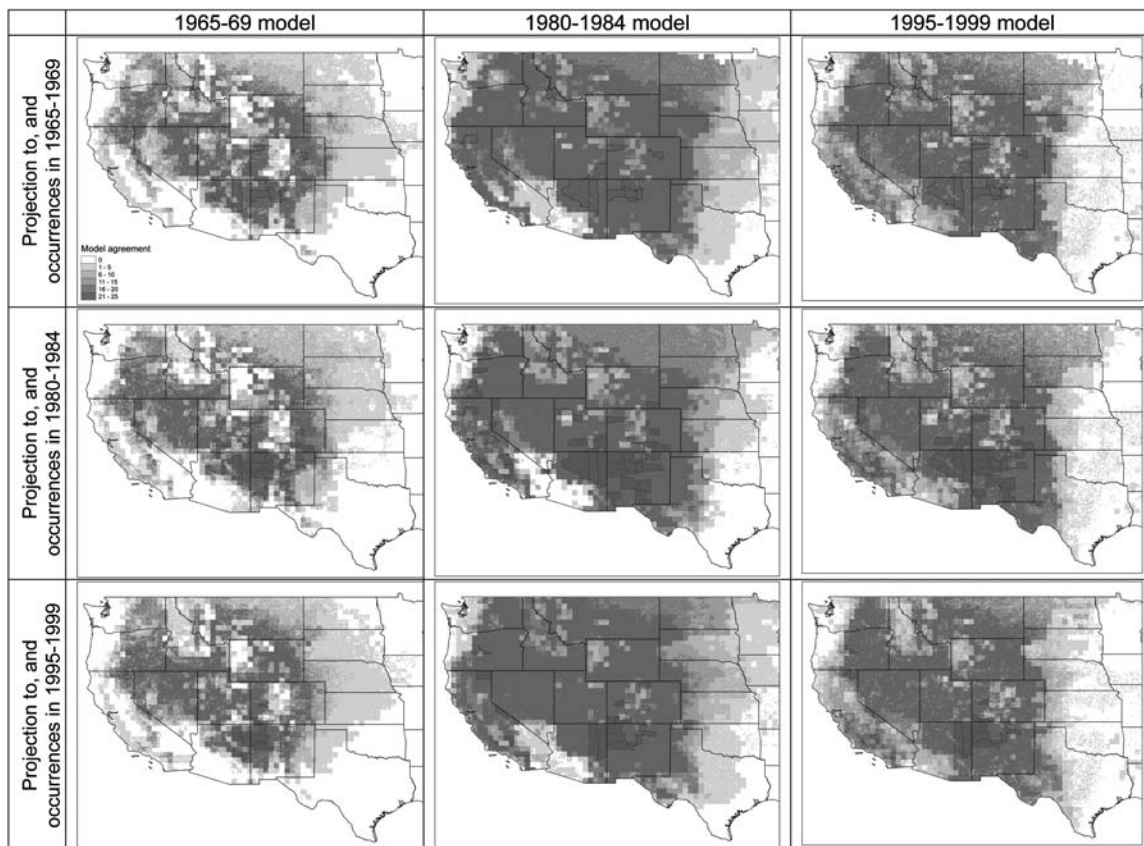 1965-69 model
1980-1984 model
1995-1999 model
Projection to, and
occurrences in 1965-1969
Model agreement
0
1 - 5
6 - 10
11 - 15
16 - 20
21 - 25
Projection to, and
occurrences in 1980-1984
Projection to, and
occurrences in 1995-1999